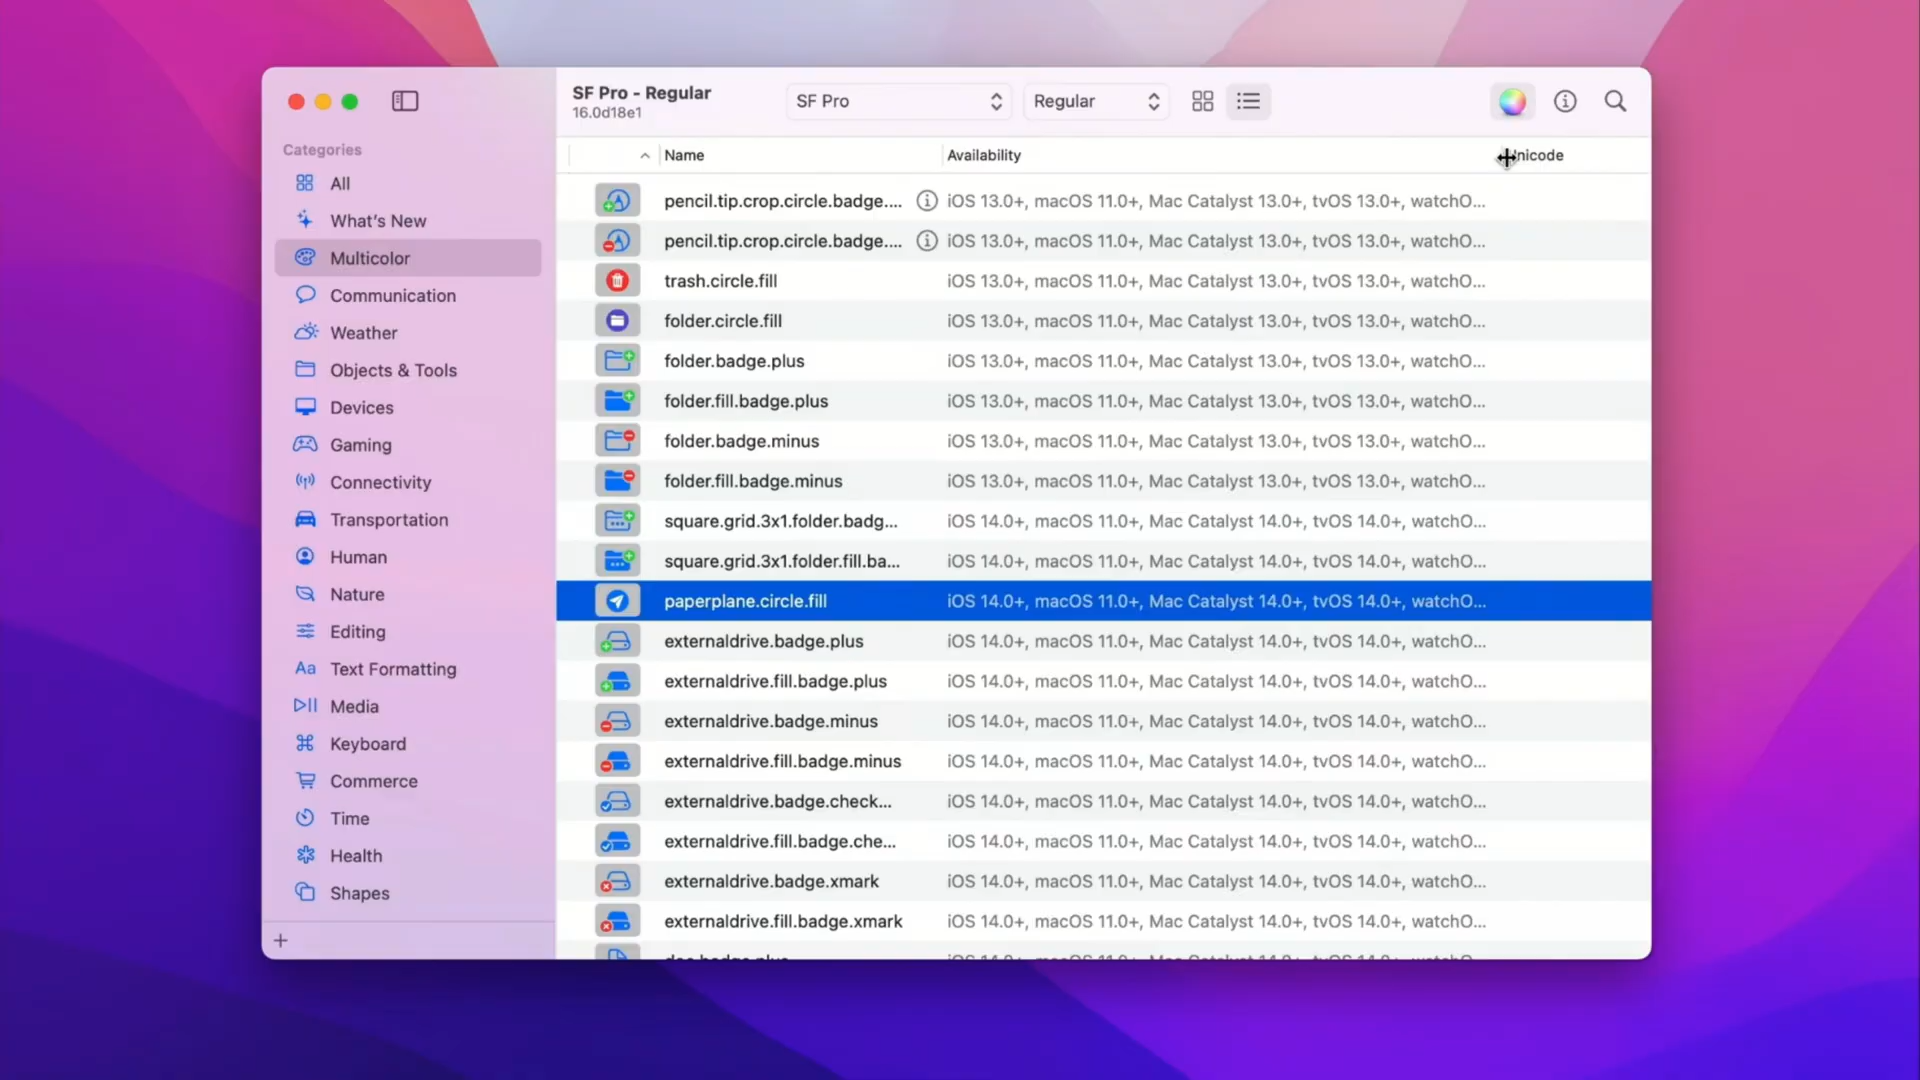 SF Pro - Regular
16.0d18e1
SF Pro
Regular
Categories
All
What's New
Multicolor
Communication
Weather
Objects & Tools
Devices
Gaming
Connectivity
Transportation
Human
Nature
Editing
Aa Text Formatting
Media
Keyboard
Commerce
Time
Health
Shapes
+
Name Availability nicode
pencil.tip.crop.circle.badge.... iOS 13.0+, macOS 11.0+, Mac Catalyst 13.0+, tvOS 13.0+, watchO...
pencil.tip.crop.circle.badge.... iOS 13.0+, macOS 11.0+, Mac Catalyst 13.0+, tvOS 13.0+, watchO...
trash.circle.fill iOS 13.0+, macOS 11.0+, Mac Catalyst 13.0+, tvOS 13.0+, watchO...
folder.circle.fill iOS 13.0+, macOS 11.0+, Mac Catalyst 13.0+, tvOS 13.0+, watchO...
folder.badge.plus iOS 13.0+, macOS 11.0+, Mac Catalyst 13.0+, tvOS 13.0+, watchO...
folder.fill.badge.plus iOS 13.0+, macOS 11.0+, Mac Catalyst 13.0+, tvOS 13.0+, watchO...
folder.badge.minus iOS 13.0+, macOS 11.0+, Mac Catalyst 13.0+, tvOS 13.0+, watchO...
folder.fill.badge.minus iOS 13.0+, macOS 11.0+, Mac Catalyst 13.0+, tvOS 13.0+, watchO...
square.grid.3x1.folder.badg... iOS 14.0+, macOS 11.0+, Mac Catalyst 14.0+, tvOS 14.0+, watchO...
square.grid.3x1.folder.fill.ba... iOS 14.0+, macOS 11.0+, Mac Catalyst 14.0+, tvOS 14.0+, watchO...
paperplane.circle.fill iOS 14.0+, macOS 11.0+, Mac Catalyst 14.0+, tvOS 14.0+, watchO...
externaldrive.badge.plus iOS 14.0+, macOS 11.0+, Mac Catalyst 14.0+, tvOS 14.0+, watchO...
externaldrive.fill.badge.plus iOS 14.0+, macOS 11.0+, Mac Catalyst 14.0+, tvOS 14.0+, watchO...
externaldrive.badge.minus iOS 14.0+, macOS 11.0+, Mac Catalyst 14.0+, tvOS 14.0+, watchO...
externaldrive.fill.badge.minus iOS 14.0+, macOS 11.0+, Mac Catalyst 14.0+, tvOS 14.0+, watchO...
externaldrive.badge.check... iOS 14.0+, macOS 11.0+, Mac Catalyst 14.0+, tvOS 14.0+, watchO...
externaldrive.fill.badge.che... iOS 14.0+, macOS 11.0+, Mac Catalyst 14.0+, tvOS 14.0+, watchO...
externaldrive.badge.xmark iOS 14.0+, macOS 11.0+, Mac Catalyst 14.0+, tvOS 14.0+, watchO...
externaldrive.fill.badge.xmark iOS 14.0+, macOS 11.0+, Mac Catalyst 14.0+, tvOS 14.0+, watchO...